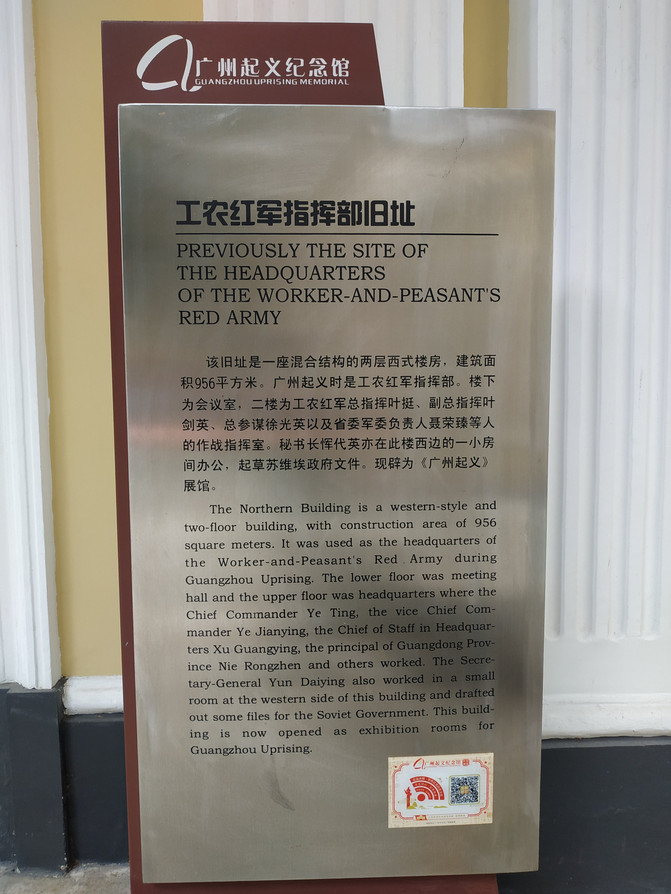 广州起义纪念馆
GUANGZHOU UPRISING MEMORIAL
工农红军指挥部旧址
PREVIOUSLY THE SITE OF
THE HEADQUARTERS
OF THE WORKER-AND-PEASANT'S
RED ARMY
该旧址是一座混合结构的两层西式楼房，建筑面
积956平方米。广州起义时是工农红军指挥部。楼下
为会议室，二楼为工农红军总指挥叶挺、副总指挥叶
剑英、总参谋徐光英以及省委军委负责人聂荣臻等人
的作战指挥室。秘书长恽代英亦在此楼西边的一小房
间办公，起草苏维埃政府文件。现辟为《广州起义》
展馆。
The Northern Building is a western-style and
two-floor building, with construction area of 956
square meters. It was used as the headquarters of
the Worker-and-Peasant's Red Army during
Guangzhou Uprising. The lower floor was meeting
hall and the upper floor was headquarters where the
Chief Commander Ye Ting, the vice Chief Com-
mander Ye Jianying, the Chief of Staff in Headquar-
ters Xu Guangying, the principal of Guangdong Prov-
ince Nie Rongzhen and others worked. The Secre-
tary-General Yun Daiying also worked in a small
room at the western side of this building and drafted
out some files for the Soviet Government. This build-
ing is now opened as exhibition rooms for
Guangzhou Uprising.
广州起义纪念馆